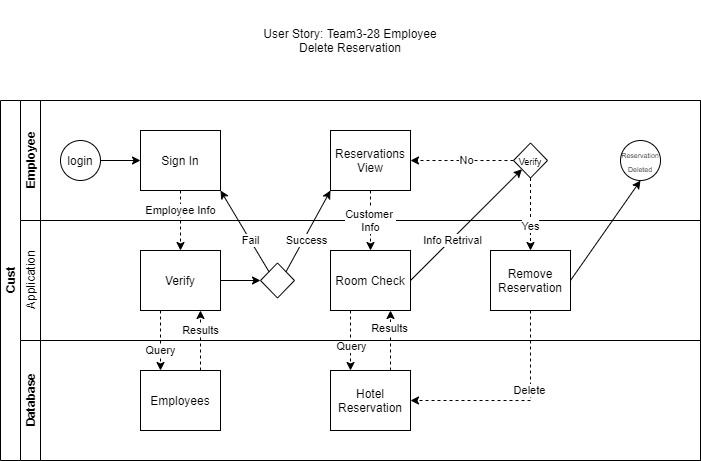 User Story: Team3-28 Employee
Delete Reservation
Cust
Employee
login
Sign In
Reservations
View
No
Verify
Reservation
Deleted
Employee Info
Customer
Info
Yes
Fail
Success
Info Retrival
Application
Verify
Room Check
Remove
Reservation
Results
Results
Query
Query
Database
Employees
Hotel
Reservation
Delete